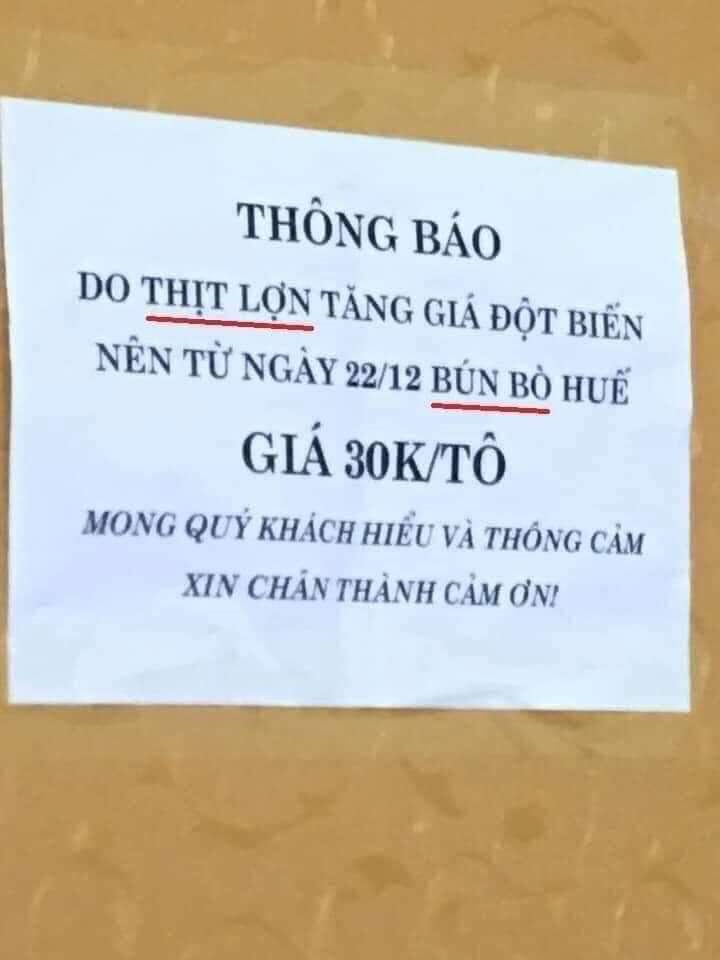 THÔNG BÁO
DO THỊT LỢN TĂNG GIÁ ĐỘT BIẾN
NÊN TỪ NGÀY 22/12 BÚN BÒ HUẾ
GIÁ 30K/TÔ
MONG QUÝ KHÁCH HIỂU VÀ THÔNG CẢM
XIN CHÂN THÀNH CẢM ƠN!